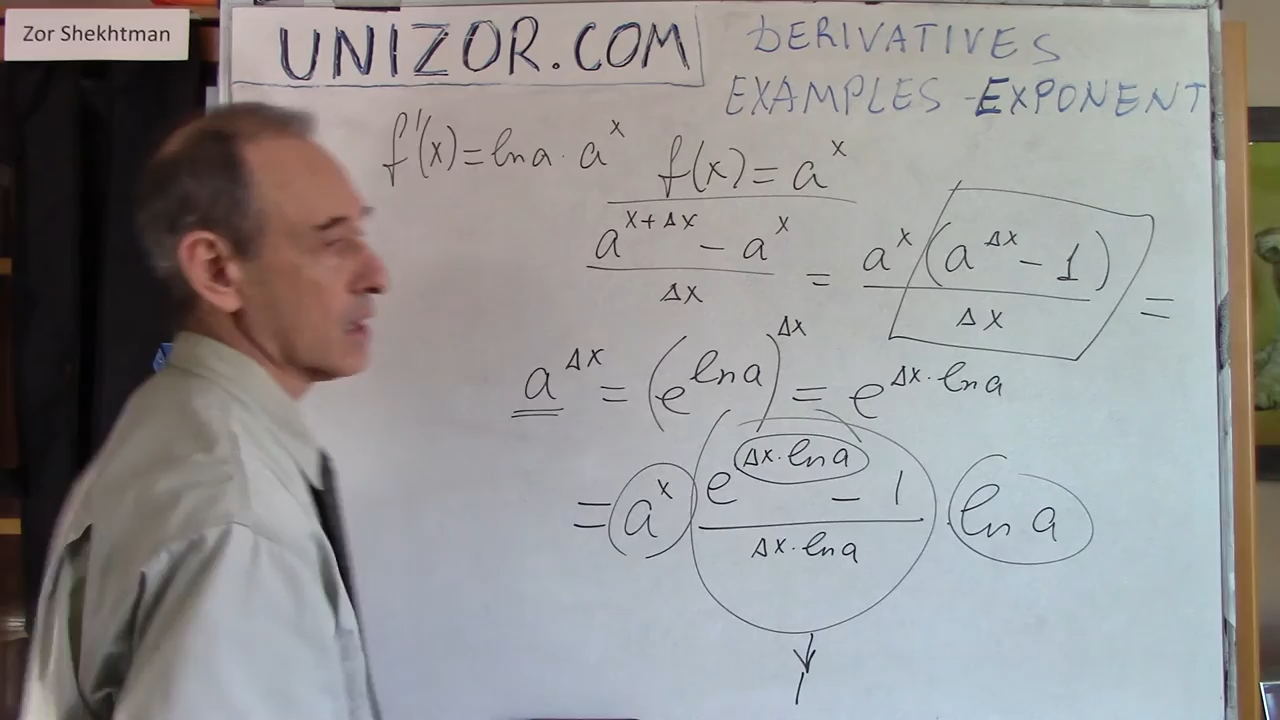 Zor Shekhtman
UNIZOR.COM
DERIVATIVES
EXAMPLES - EXPONENT
f'(x) = ln a · a^x
f(x) = a^x
(a^(x+Δx) - a^x) / Δx = a^x (a^Δx - 1) / Δx =
a^Δx = (e^(ln a))^Δx = e^(Δx·ln a)
= a^x (e^(Δx·ln a) - 1) / (Δx·ln a) ln a
↓
1